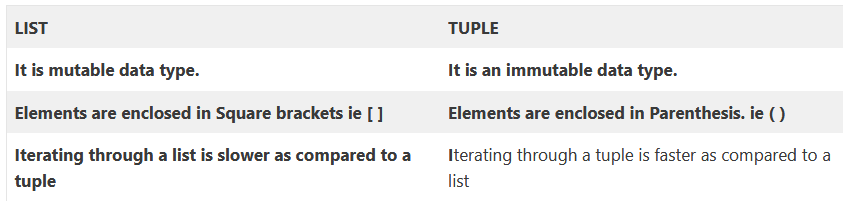 LIST TUPLE
It is mutable data type. It is an immutable data type.
Elements are enclosed in Square brackets ie [ ] Elements are enclosed in Parenthesis. ie ( )
Iterating through a list is slower as compared to a Iterating through a tuple is faster as compared to a
tuple list